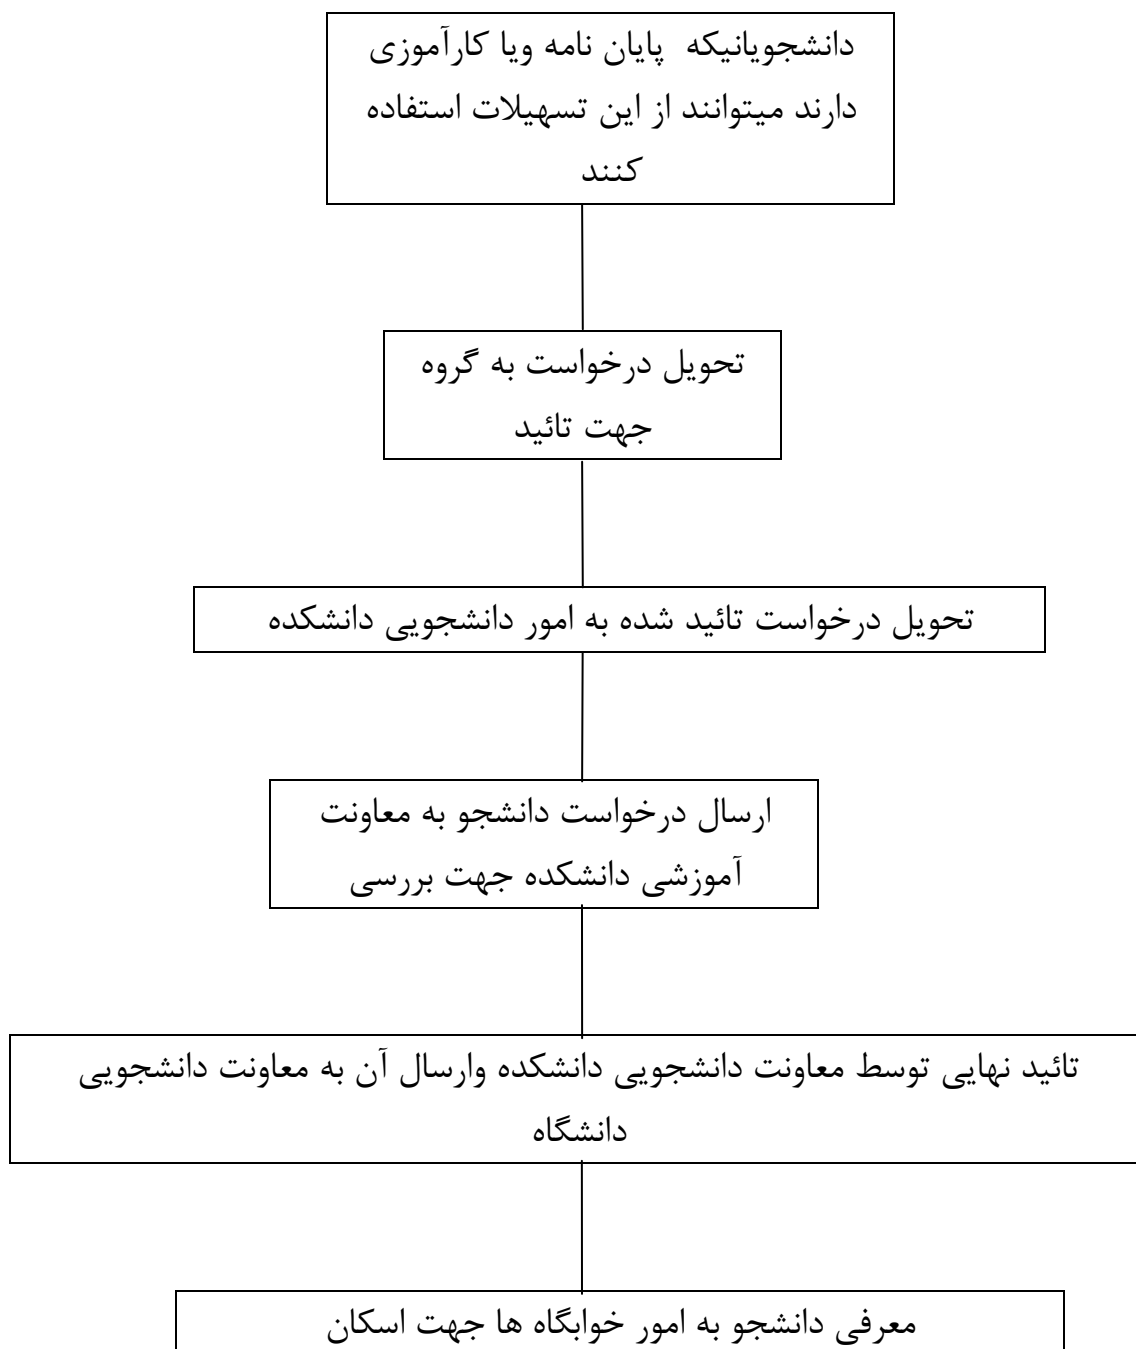 دانشجویانیکه  پایان نامه ویا کارآموزی
دارند میتوانند از این تسهیلات استفاده
کنند
تحویل درخواست به گروه
جهت تائید
تحویل درخواست تائید شده به امور دانشجویی دانشکده
ارسال درخواست دانشجو به معاونت
آموزشی دانشکده جهت بررسی
تائید نهایی توسط معاونت دانشجویی دانشکده وارسال آن به معاونت دانشجویی
دانشگاه
معرفی دانشجو به امور خوابگاه ها جهت اسکان